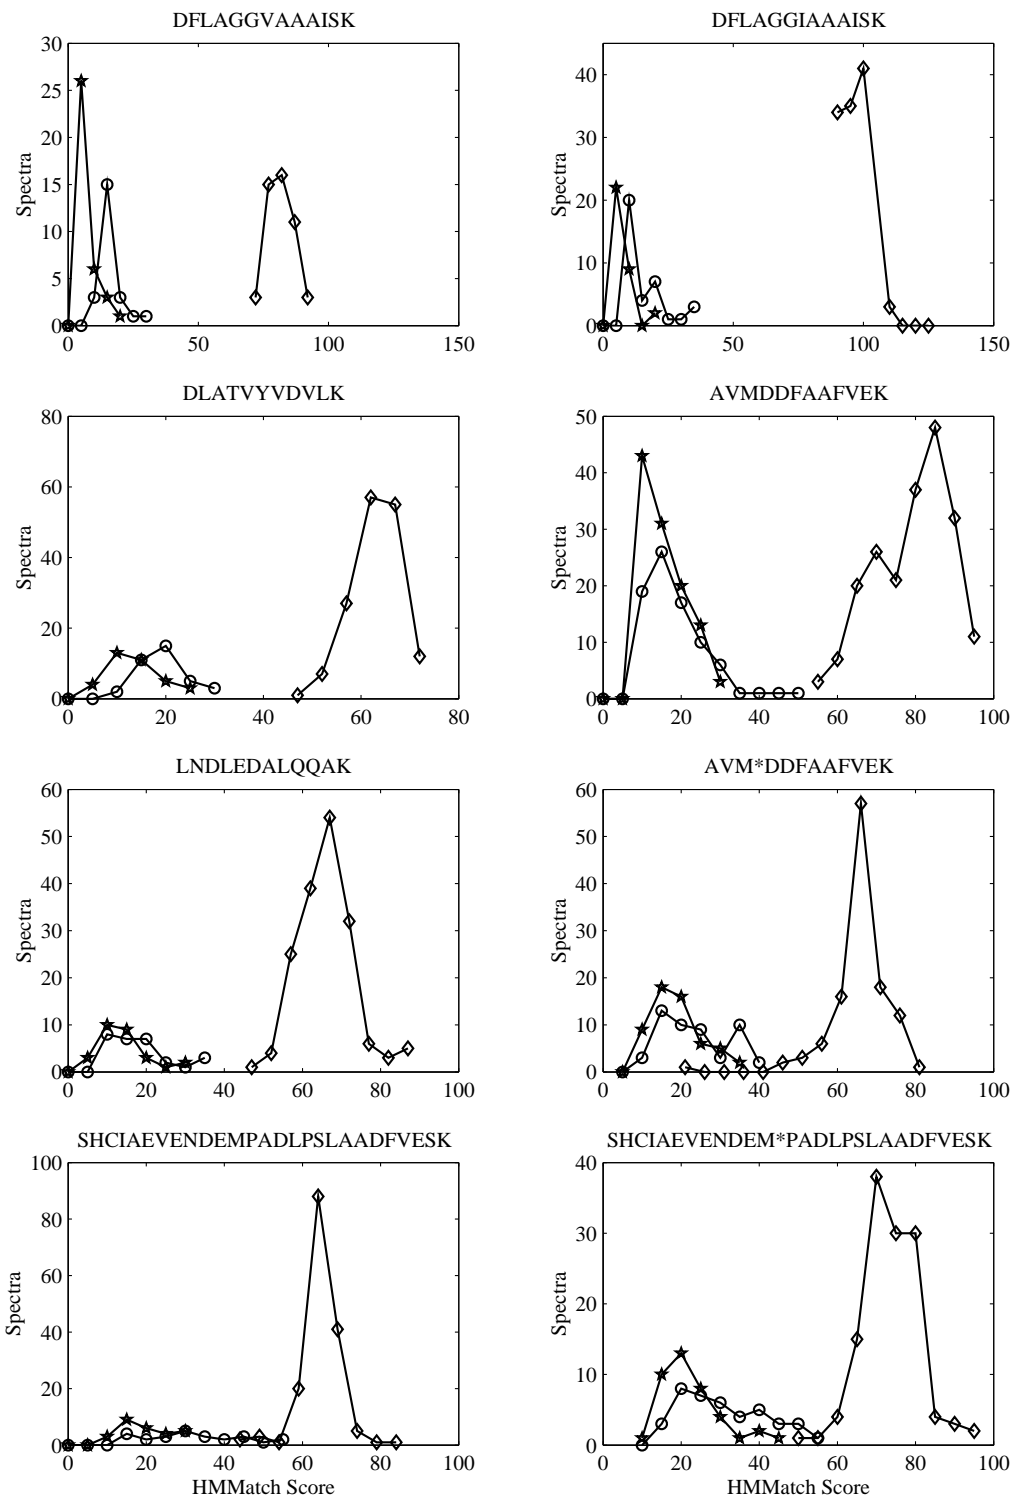 DFLAGGVAAAISK
30
25
20
15
10
5
0
Spectra
0 50 100 150
DFLAGGIAAAISK
40
30
20
10
0
Spectra
0 50 100 150
DLATVYVDVLK
80
60
40
20
0
Spectra
0 20 40 60 80
AVMDDFAAFVEK
50
40
30
20
10
0
Spectra
0 20 40 60 80 100
LNDLEDALQQAK
60
50
40
30
20
10
0
Spectra
0 20 40 60 80 100
AVM*DDFAAFVEK
60
50
40
30
20
10
0
Spectra
0 20 40 60 80 100
SHCIAEVENDEMPADLPSLAADFVESK
100
80
60
40
20
0
Spectra
0 20 40 60 80 100
HMMatch Score
SHCIAEVENDEM*PADLPSLAADFVESK
40
30
20
10
0
Spectra
0 20 40 60 80 100
HMMatch Score